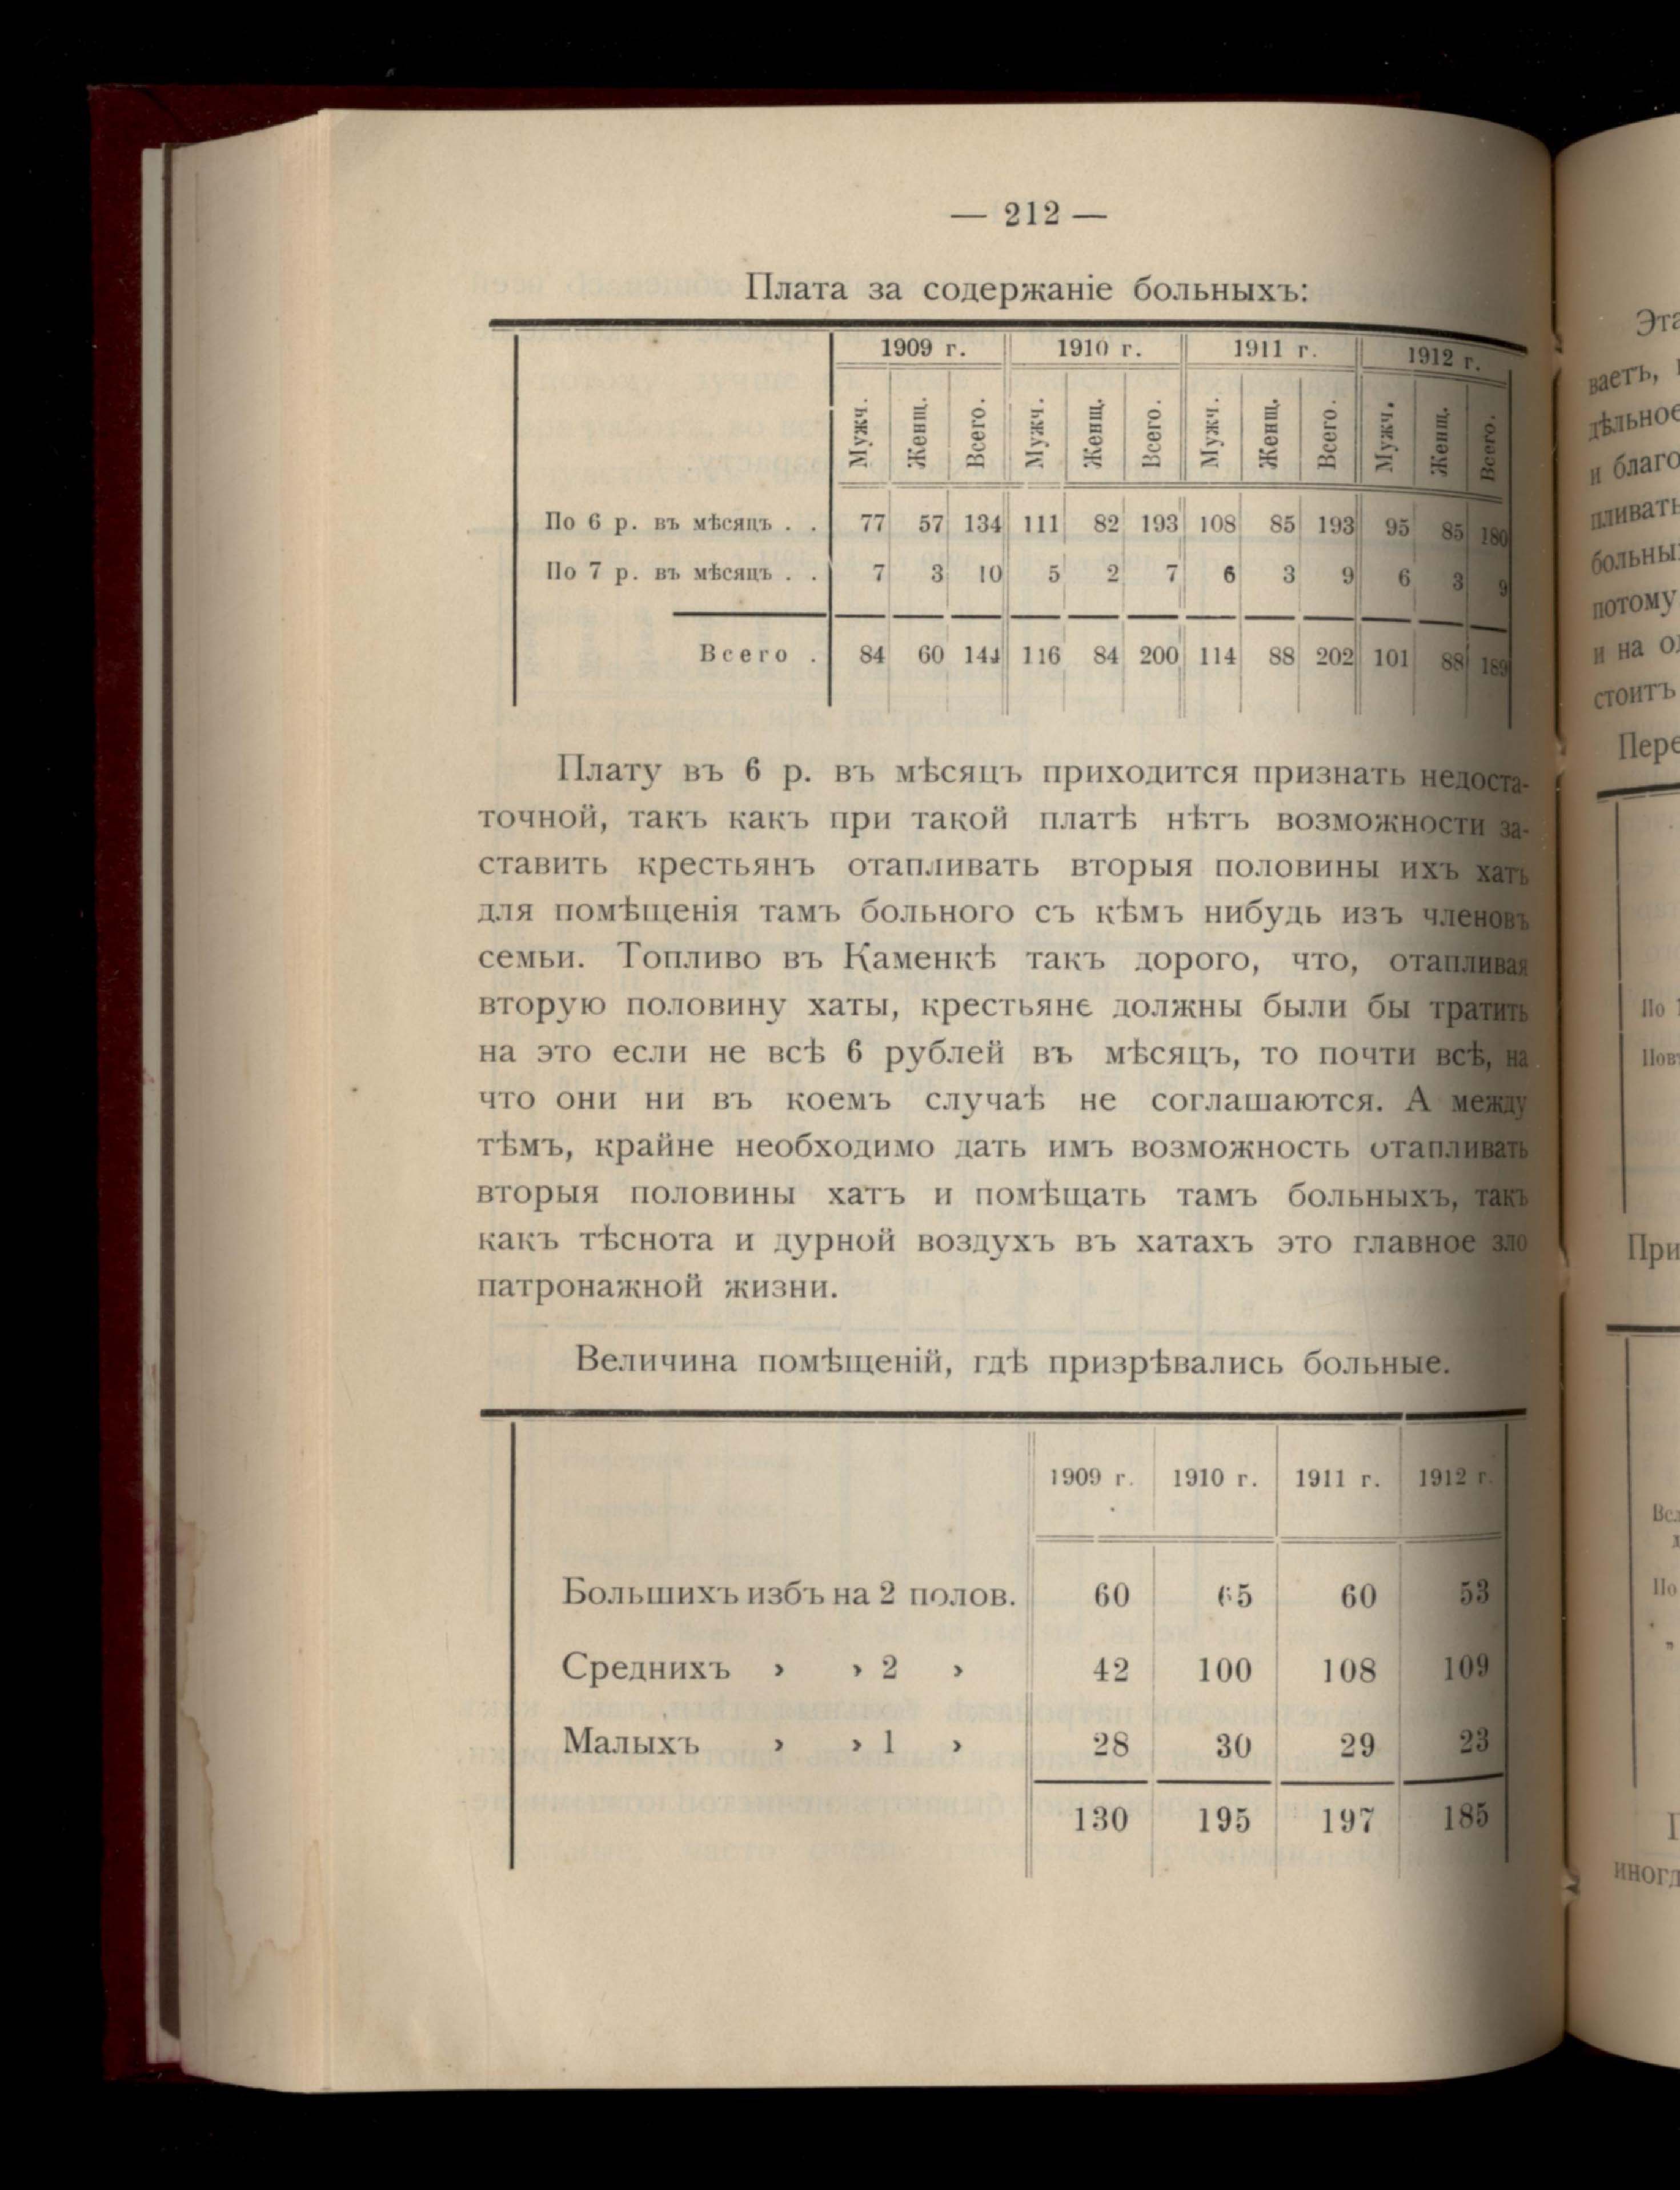 — 212 —
Плата за содержаніе больныхъ:
1909 г. 1910 г. 1911 г. 1912 г.
Мужч. Женщ. Всего. Мужч. Женщ. Всего. Мужч. Женщ. Всего. Мужч. Женщ. Всего.
По 6 р. въ мѣсяцъ . . 77 57 134 111 82 193 108 85 193 95 85 180
По 7 р. въ мѣсяцъ . . 7 3 10 5 2 7 6 3 9 6 3 9
Всего . 84 60 144 116 84 200 114 88 202 101 88 189
Плату въ 6 р. въ мѣсяцъ приходится признать недоста-
точной, такъ какъ при такой платѣ нѣтъ возможности за-
ставить крестьянъ отапливать вторыя половины ихъ хатъ
для помѣщенія тамъ больного съ кѣмъ нибудь изъ членовъ
семьи. Топливо въ Каменкѣ такъ дорого, что, отапливая
вторую половину хаты, крестьяне должны были бы тратить
на это если не всѣ 6 рублей въ мѣсяцъ, то почти всѣ, на
что они ни въ коемъ случаѣ не соглашаются. А между
тѣмъ, крайне необходимо дать имъ возможность отапливать
вторыя половины хатъ и помѣщать тамъ больныхъ, такъ
какъ тѣснота и дурной воздухъ въ хатахъ это главное зло
патронажной жизни.
Величина помѣщеній, гдѣ призрѣвались больные.
1909 г. 1910 г. 1911 г. 1912 г.
Большихъ избъ на 2 полов. 60 65 60 53
Среднихъ › › 2 › 42 100 108 109
Малыхъ › › 1 › 28 30 29 23
130 195 197 185
ваетъ,
и на
стоитъ